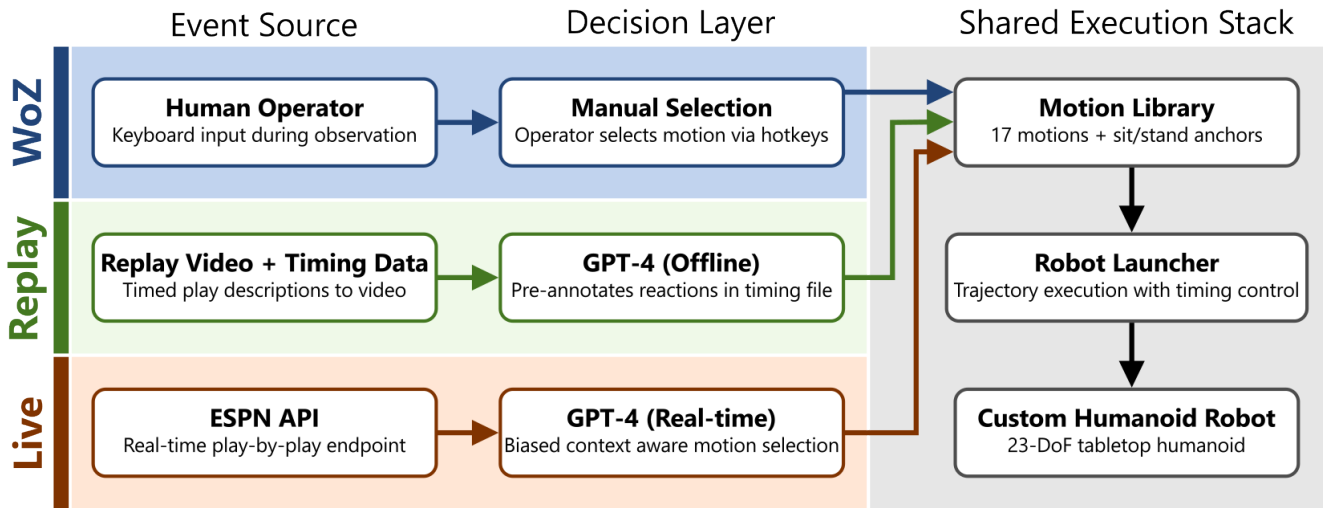 Event Source
Decision Layer
Shared Execution Stack
WoZ
Human Operator
Keyboard input during observation
Manual Selection
Operator selects motion via hotkeys
Motion Library
17 motions + sit/stand anchors
Replay
Replay Video + Timing Data
Timed play descriptions to video
GPT-4 (Offline)
Pre-annotates reactions in timing file
Robot Launcher
Trajectory execution with timing control
Live
ESPN API
Real-time play-by-play endpoint
GPT-4 (Real-time)
Biased context aware motion selection
Custom Humanoid Robot
23-DoF tabletop humanoid